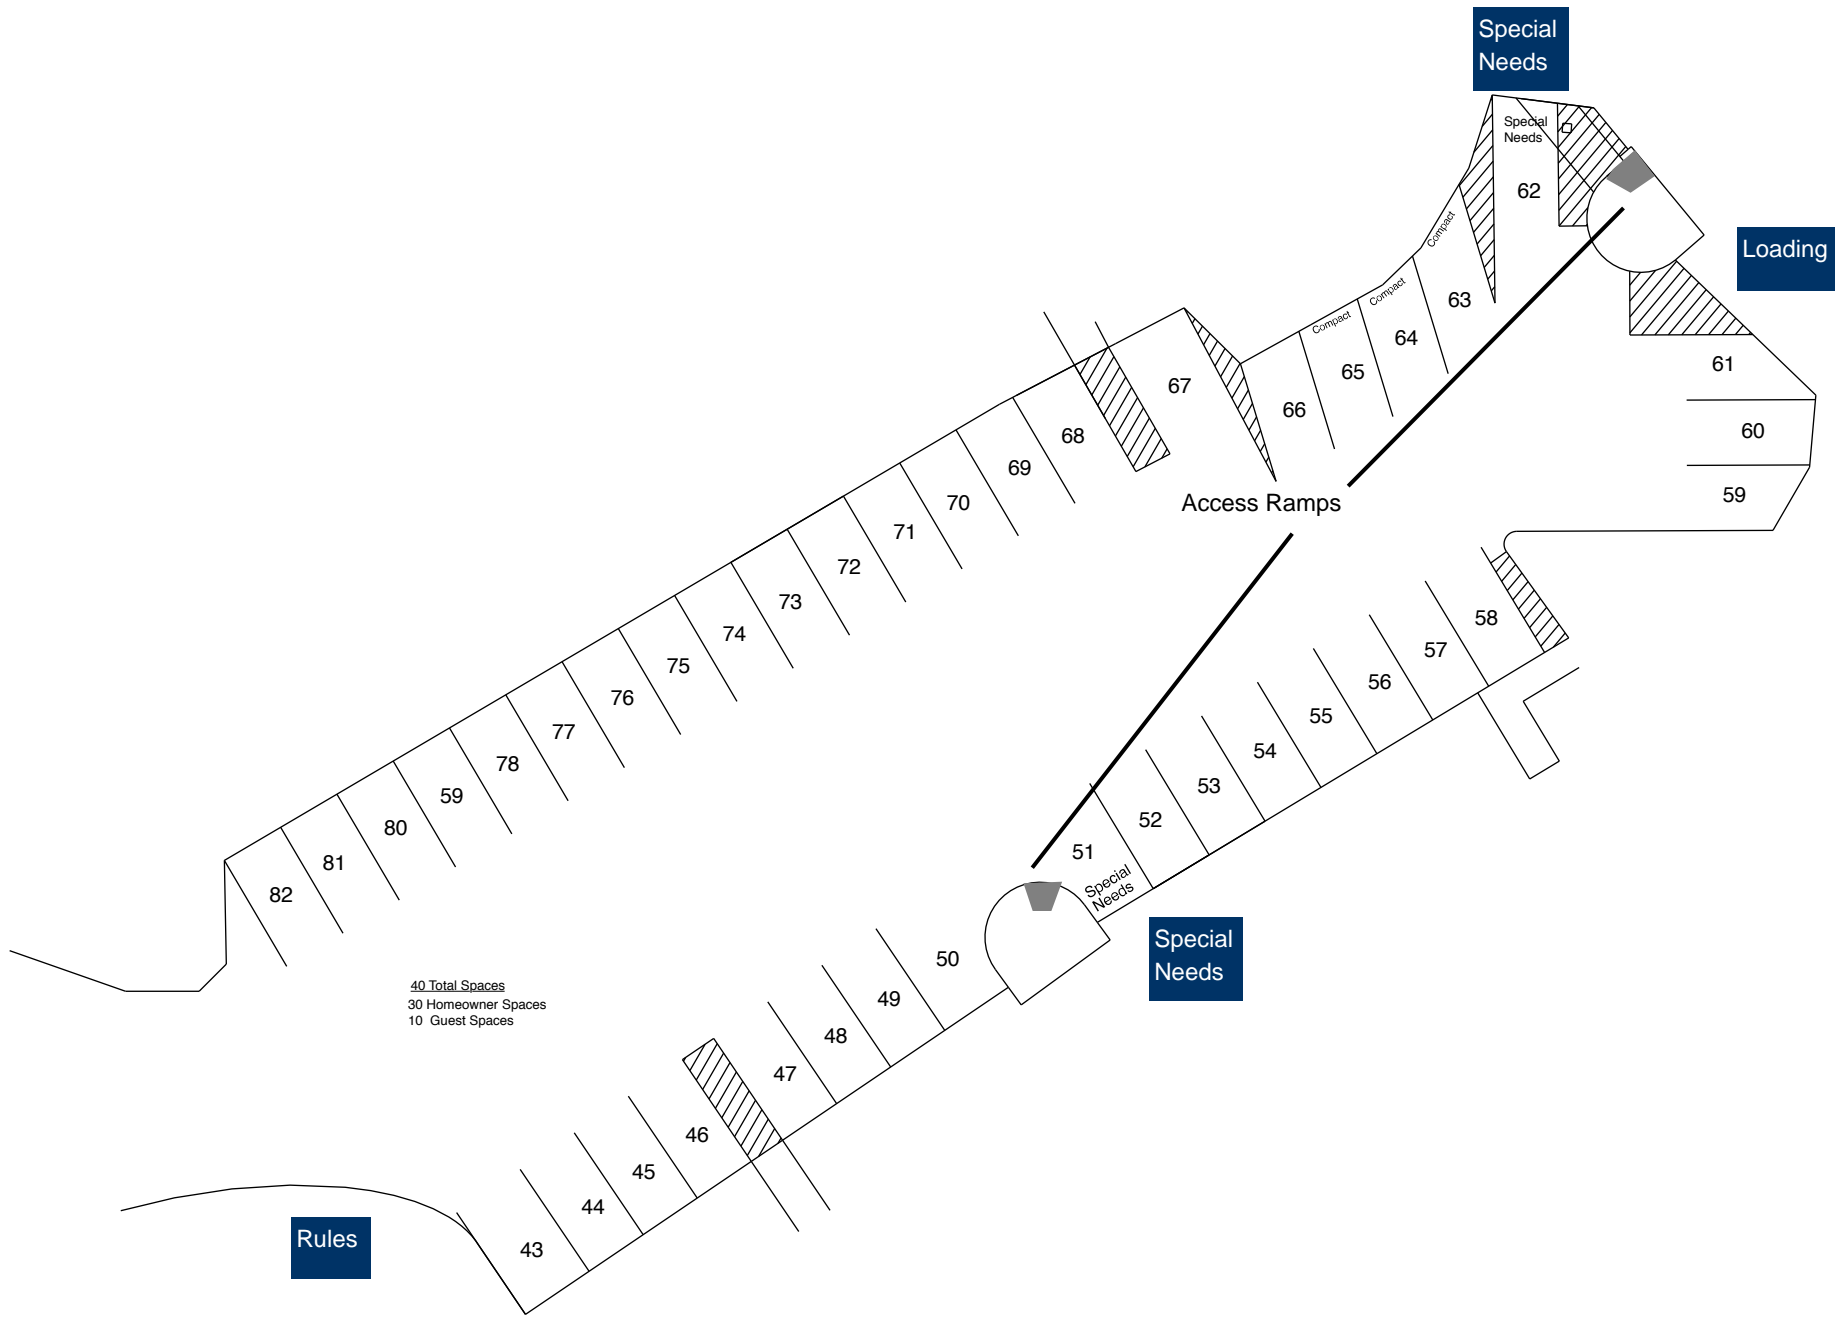 Special
Needs
Special
Needs
62
Loading
Compact
63
Compact
64
Compact
65
66
61
60
59
67
68
69
70
71
72
73
74
75
76
77
78
59
80
81
82
Access Ramps
58
57
56
55
54
53
52
51
Special
Needs
Special
Needs
50
49
48
47
46
45
44
43
40 Total Spaces
30 Homeowner Spaces
10 Guest Spaces
Rules